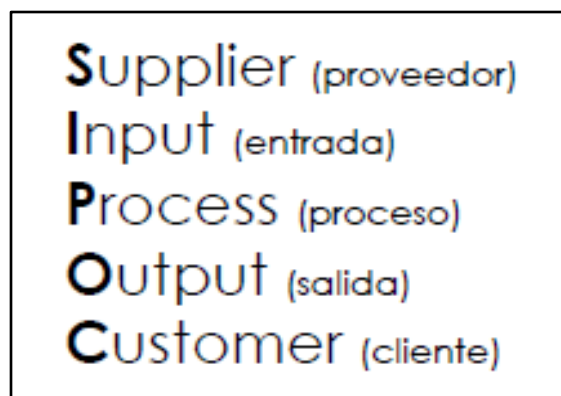 Supplier (proveedor)
Input (entrada)
Process (proceso)
Output (salida)
Customer (cliente)